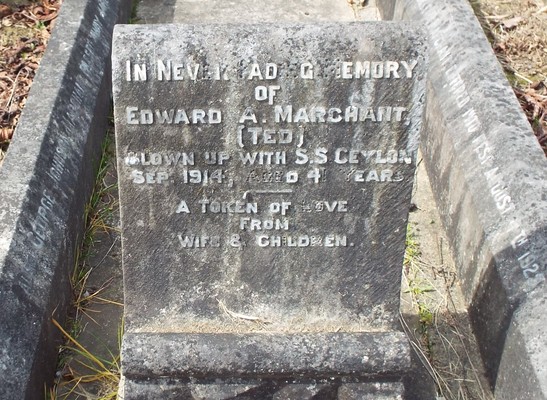 IN NEVER FADING MEMORY
OF
EDWARD A. MARCHANT,
(TED)
BLOWN UP WITH S.S. CEYLON
SEP. 1914, AGED 41 YEARS
A TOKEN OF LOVE
FROM
WIFE & CHILDREN.